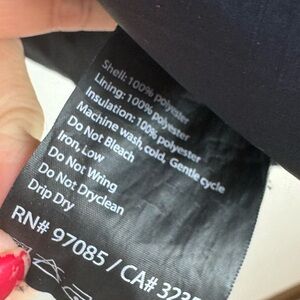 Shell: 100% polyester
Lining: 100% polyester
Insulation: 100% polyester
Machine wash, cold, Gentle cycle
Do Not Bleach
Iron, Low
Do Not Wring
Do Not Dryclean
Drip Dry
RN# 97085 / CA#